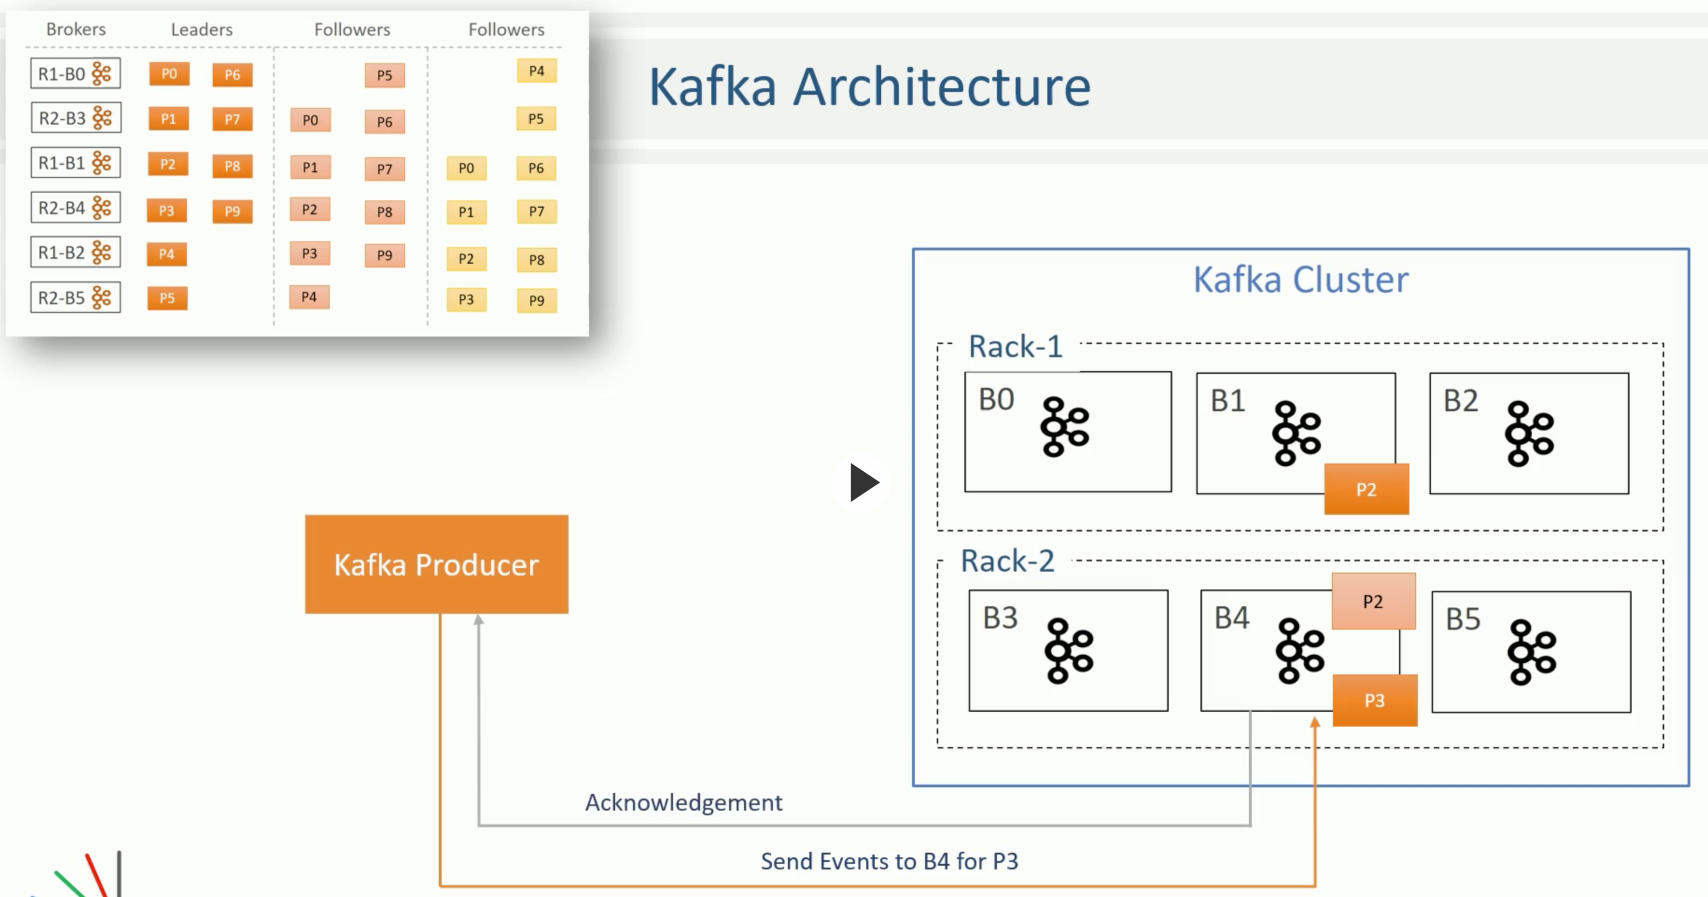 Brokers Leaders Followers Followers
R1-B0 P0 P6 P5 P4
R2-B3 P1 P7 P0 P6 P5
R1-B1 P2 P8 P1 P7 P0 P6
R2-B4 P3 P9 P2 P8 P1 P7
R1-B2 P4 P3 P9 P2 P8
R2-B5 P5 P4 P3 P9
Kafka Architecture
Kafka Cluster
Rack-1
B0 B1 B2
P2
Rack-2
P2
B3 B4 B5
P3
Kafka Producer
Acknowledgement
Send Events to B4 for P3